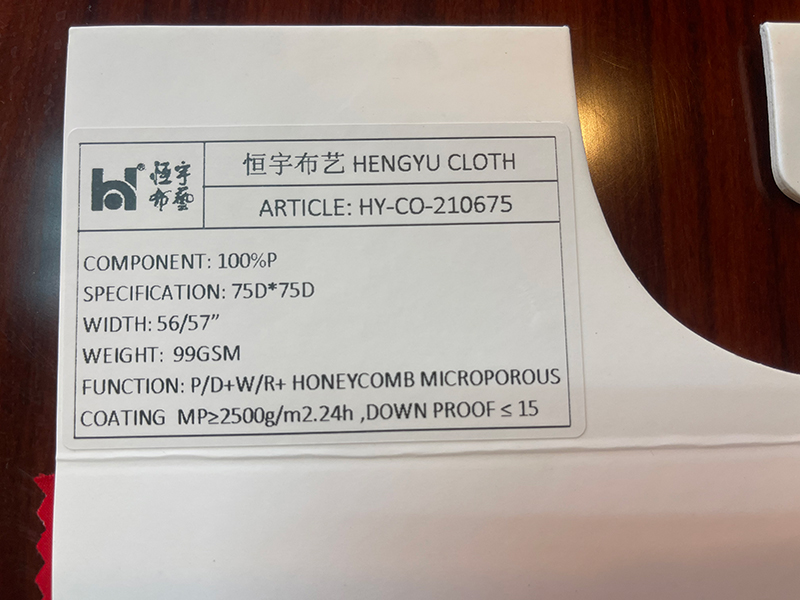 恒宇
布藝
恒宇布艺 HENGYU CLOTH
ARTICLE: HY-CO-210675
COMPONENT: 100%P
SPECIFICATION: 75D*75D
WIDTH: 56/57”
WEIGHT: 99GSM
FUNCTION: P/D+W/R+ HONEYCOMB MICROPOROUS
COATING MP≥2500g/m2.24h ,DOWN PROOF ≤ 15